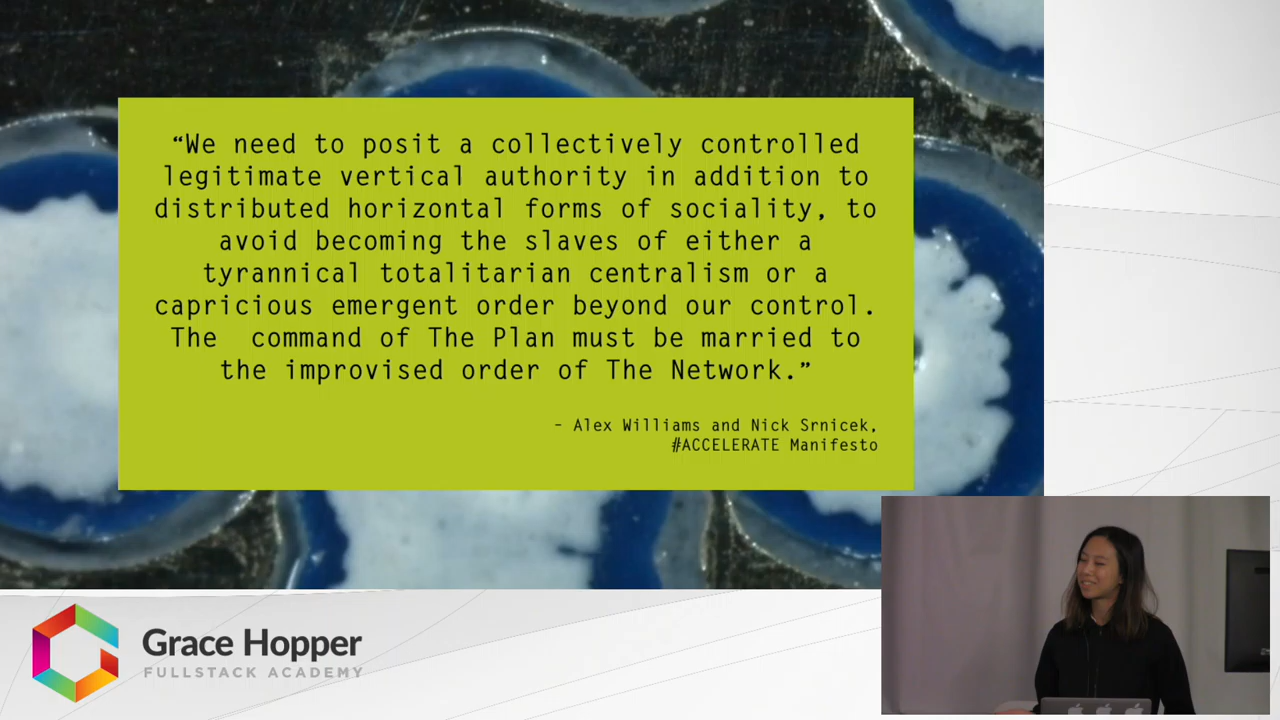 “We need to posit a collectively controlled
legitimate vertical authority in addition to
distributed horizontal forms of sociality, to
avoid becoming the slaves of either a
tyrannical totalitarian centralism or a
capricious emergent order beyond our control.
The  command of The Plan must be married to
the improvised order of The Network.”
- Alex Williams and Nick Srnicek,
#ACCELERATE Manifesto
Grace Hopper
FULLSTACK ACADEMY